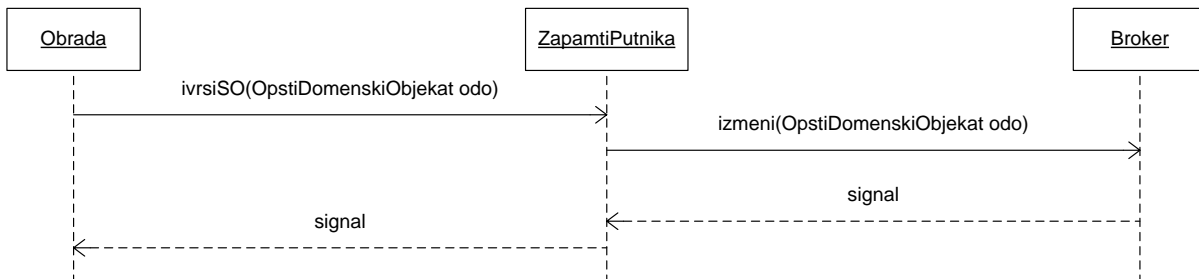 Obrada
ZapamtiPutnika
Broker
ivrsiSO(OpstiDomenskiObjekat odo)
izmeni(OpstiDomenskiObjekat odo)
signal
signal